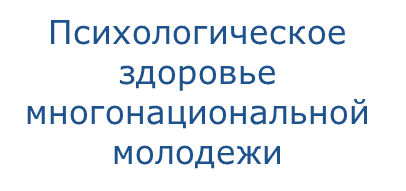 Психологическое
здоровье
многонациональной
молодежи